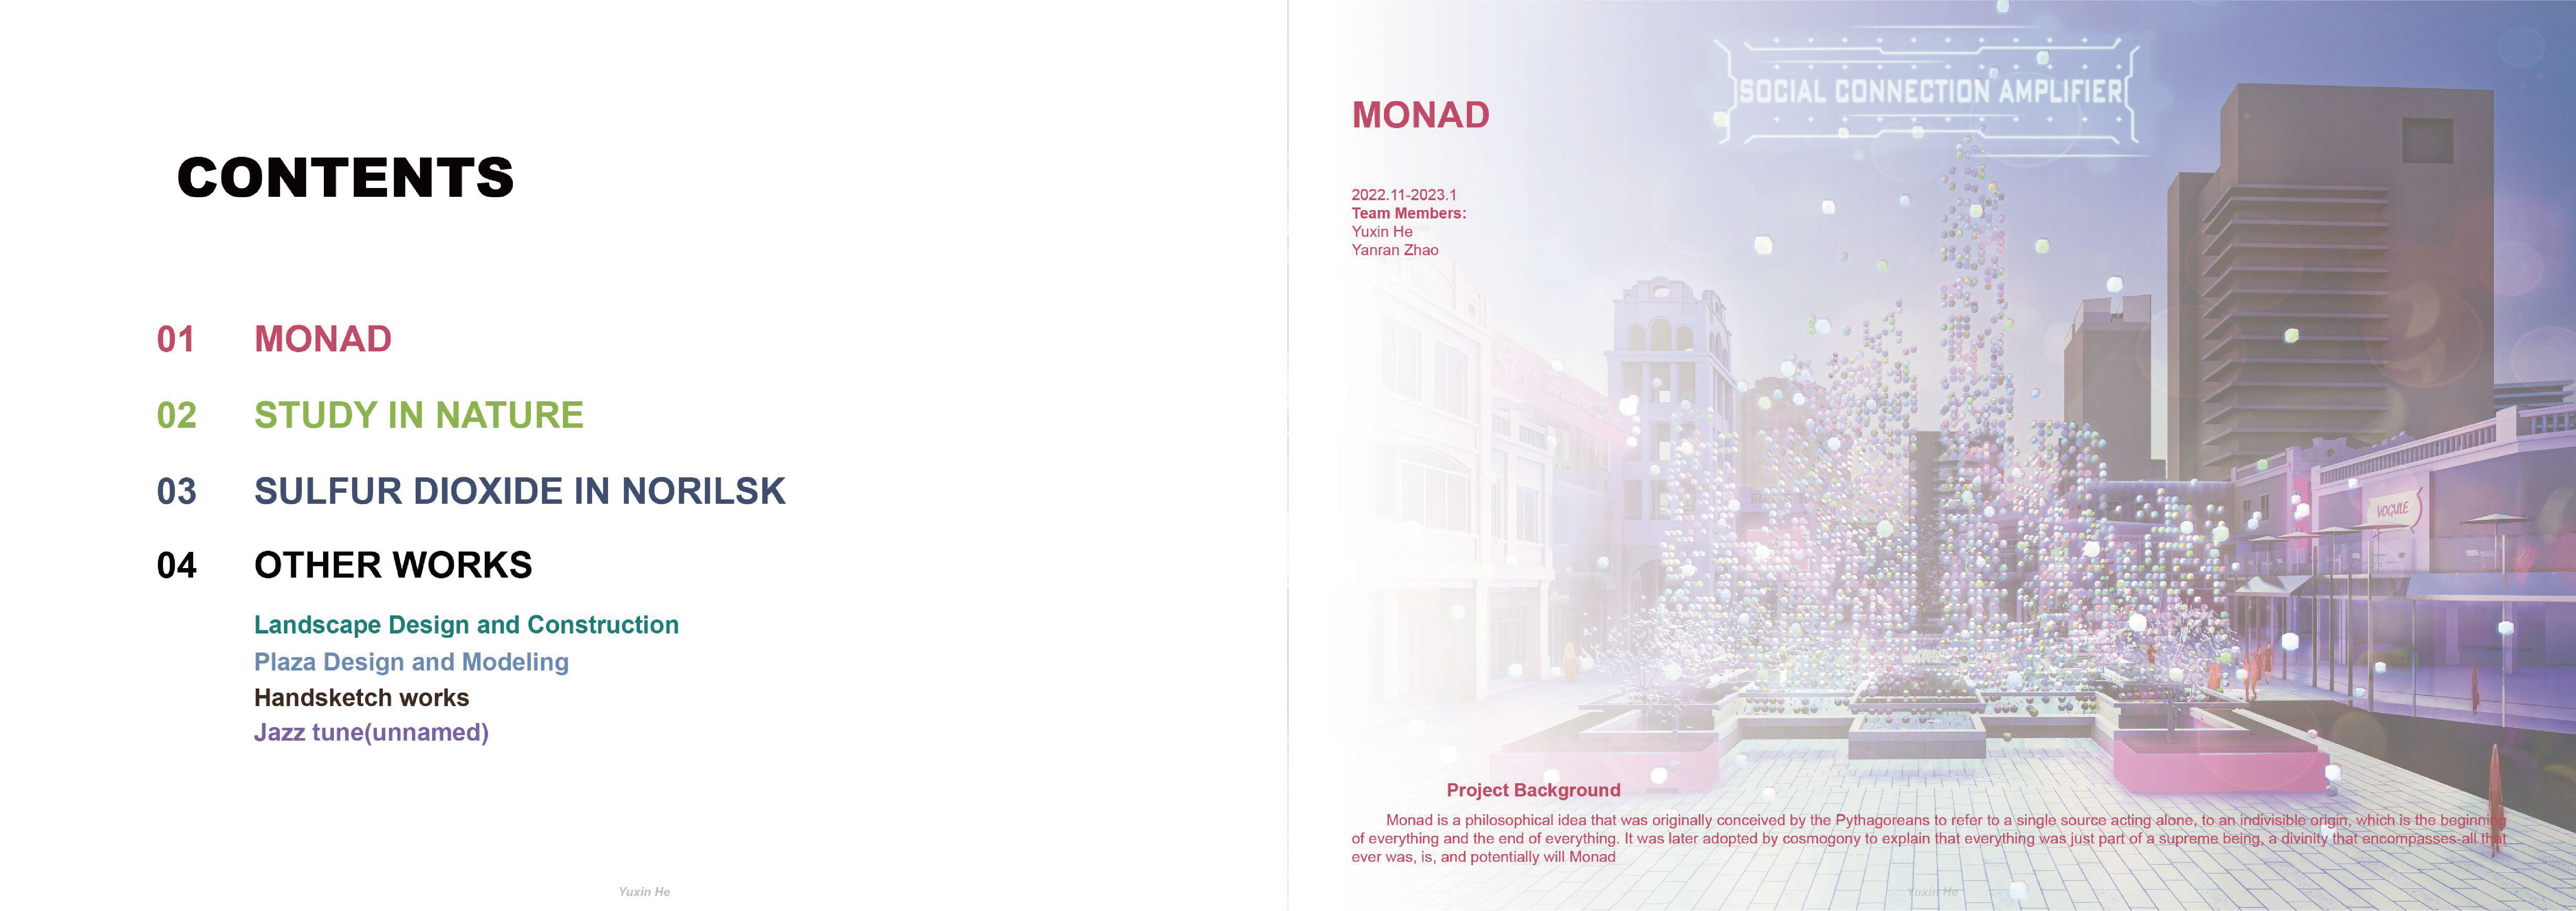 CONTENTS
01 MONAD
02 STUDY IN NATURE
03 SULFUR DIOXIDE IN NORILSK
04 OTHER WORKS
Landscape Design and Construction
Plaza Design and Modeling
Handsketch works
Jazz tune(unnamed)
Yuxin He
SOCIAL CONNECTION AMPLIFIER
MONAD
2022.11-2023.1
Team Members:
Yuxin He
Yanran Zhao
VOGULE
Project Background
Monad is a philosophical idea that was originally conceived by the Pythagoreans to refer to a single source acting alone, to an indivisible origin, which is the beginning
of everything and the end of everything. It was later adopted by cosmogony to explain that everything was just part of a supreme being, a divinity that encompasses-all that
ever was, is, and potentially will Monad
Yuxin He